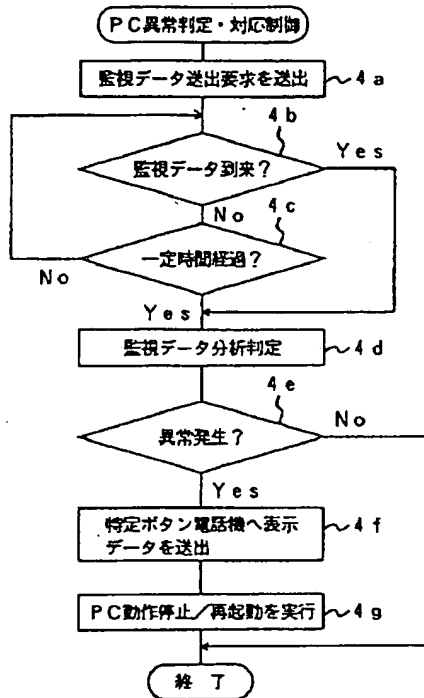 PC異常判定・対応制御
監視データ送出要求を送出
4a
4b
監視データ到来?
Yes
No
4c
一定時間経過?
No
Yes
監視データ分析判定
4d
4e
異常発生?
No
Yes
特定ボタン電話機へ表示
データを送出
4f
PC動作停止/再起動を実行
4g
終了